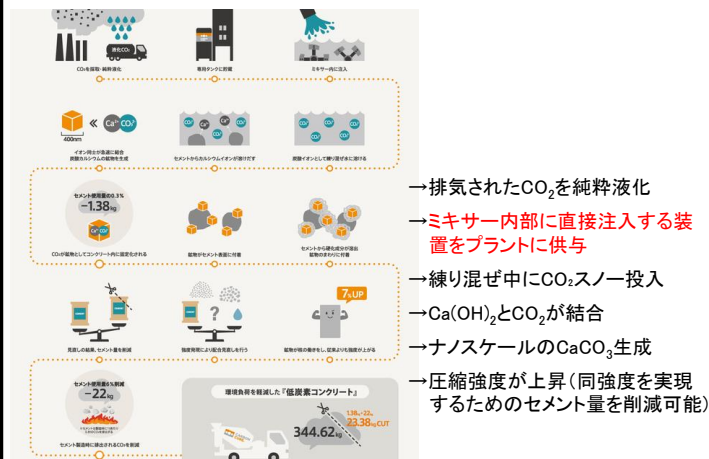 液化CO₂
CO₂を採取・純粋液化
専用タンクに貯蔵
ミキサー内に注入
400nm
Ca²⁺ CO₃²⁻
イオン同士が急速に結合
炭酸カルシウムの鉱物を生成
セメントからカルシウムイオンが溶けだす
炭酸イオンとして練り混ぜ水に溶ける
セメント使用量の0.3%
−1.38kg
CO₂が鉱物としてコンクリート内に固定化される
鉱物がセメント表面に付着
セメントから硬化成分が溶出
鉱物のまわりに付着
7%UP
見直しの結果、セメント量を削減
強度発現により配合見直しを行う
鉱物が核の働きをし、従来よりも強度が上がる
セメント使用量6%削減
−22kg
セメント製造時に排出されるCO₂を削減
環境負荷を軽減した『低炭素コンクリート』
344.62kg
1.38kg+22kg
23.38kgCUT
→排気されたCO₂を純粋液化
→ミキサー内部に直接注入する装
置をプラントに供与
→練り混ぜ中にCO₂スノー投入
→Ca(OH)₂とCO₂が結合
→ナノスケールのCaCO₃生成
→圧縮強度が上昇（同強度を実現
するためのセメント量を削減可能）